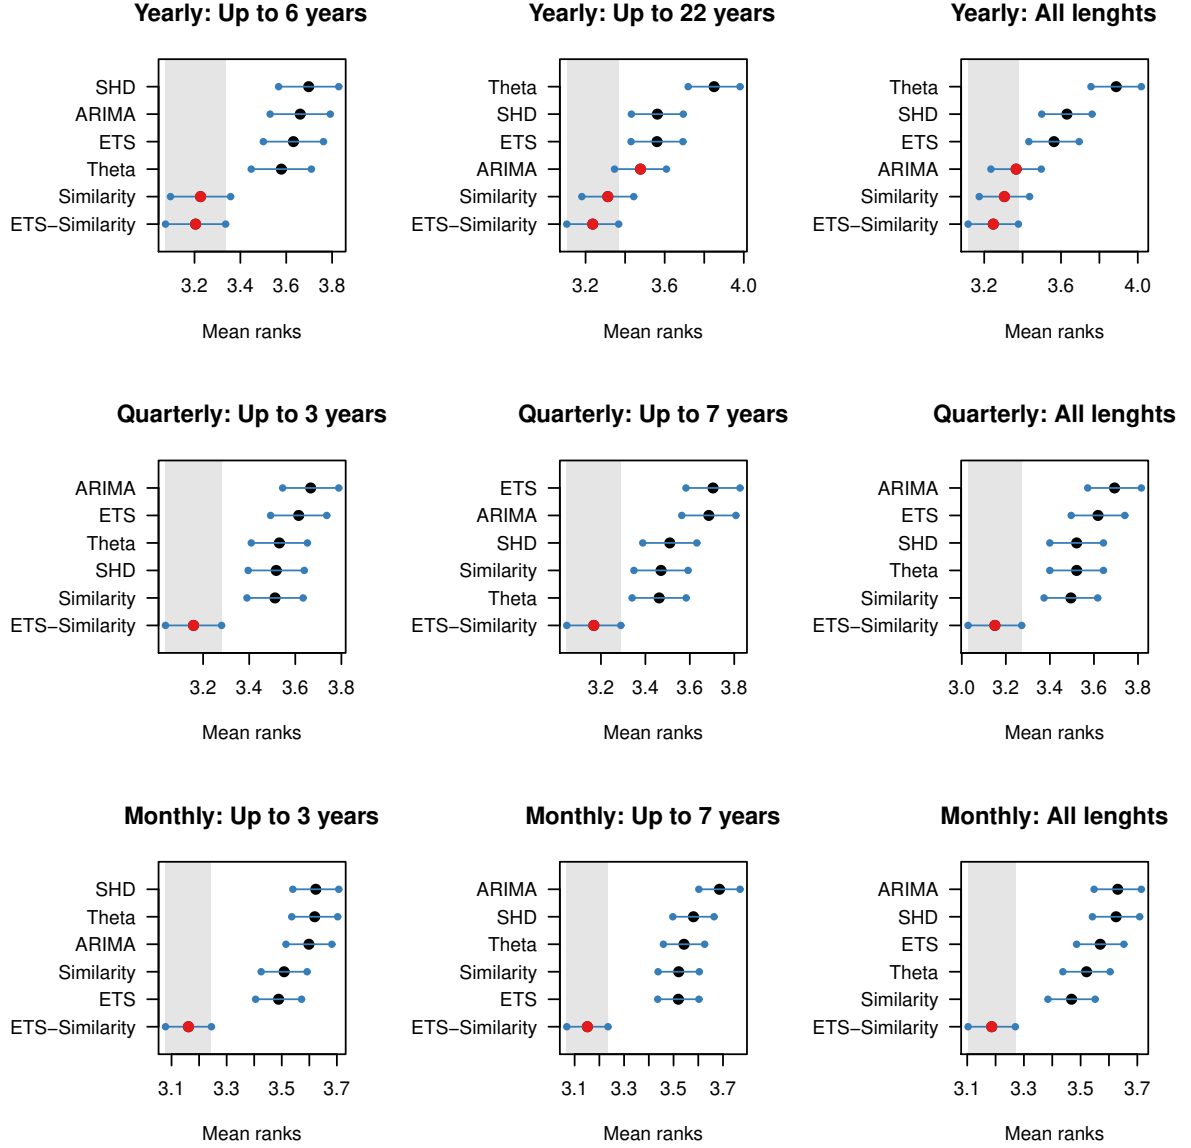 Yearly: Up to 6 years
SHD
ARIMA
ETS
Theta
Similarity
ETS−Similarity
3.2 3.4 3.6 3.8
Mean ranks
Yearly: Up to 22 years
Theta
SHD
ETS
ARIMA
Similarity
ETS−Similarity
3.2 3.6 4.0
Mean ranks
Yearly: All lenghts
Theta
SHD
ETS
ARIMA
Similarity
ETS−Similarity
3.2 3.6 4.0
Mean ranks
Quarterly: Up to 3 years
ARIMA
ETS
Theta
SHD
Similarity
ETS−Similarity
3.2 3.4 3.6 3.8
Mean ranks
Quarterly: Up to 7 years
ETS
ARIMA
SHD
Similarity
Theta
ETS−Similarity
3.2 3.4 3.6 3.8
Mean ranks
Quarterly: All lenghts
ARIMA
ETS
SHD
Theta
Similarity
ETS−Similarity
3.0 3.2 3.4 3.6 3.8
Mean ranks
Monthly: Up to 3 years
SHD
Theta
ARIMA
Similarity
ETS
ETS−Similarity
3.1 3.3 3.5 3.7
Mean ranks
Monthly: Up to 7 years
ARIMA
SHD
Theta
Similarity
ETS
ETS−Similarity
3.1 3.3 3.5 3.7
Mean ranks
Monthly: All lenghts
ARIMA
SHD
ETS
Theta
Similarity
ETS−Similarity
3.1 3.3 3.5 3.7
Mean ranks